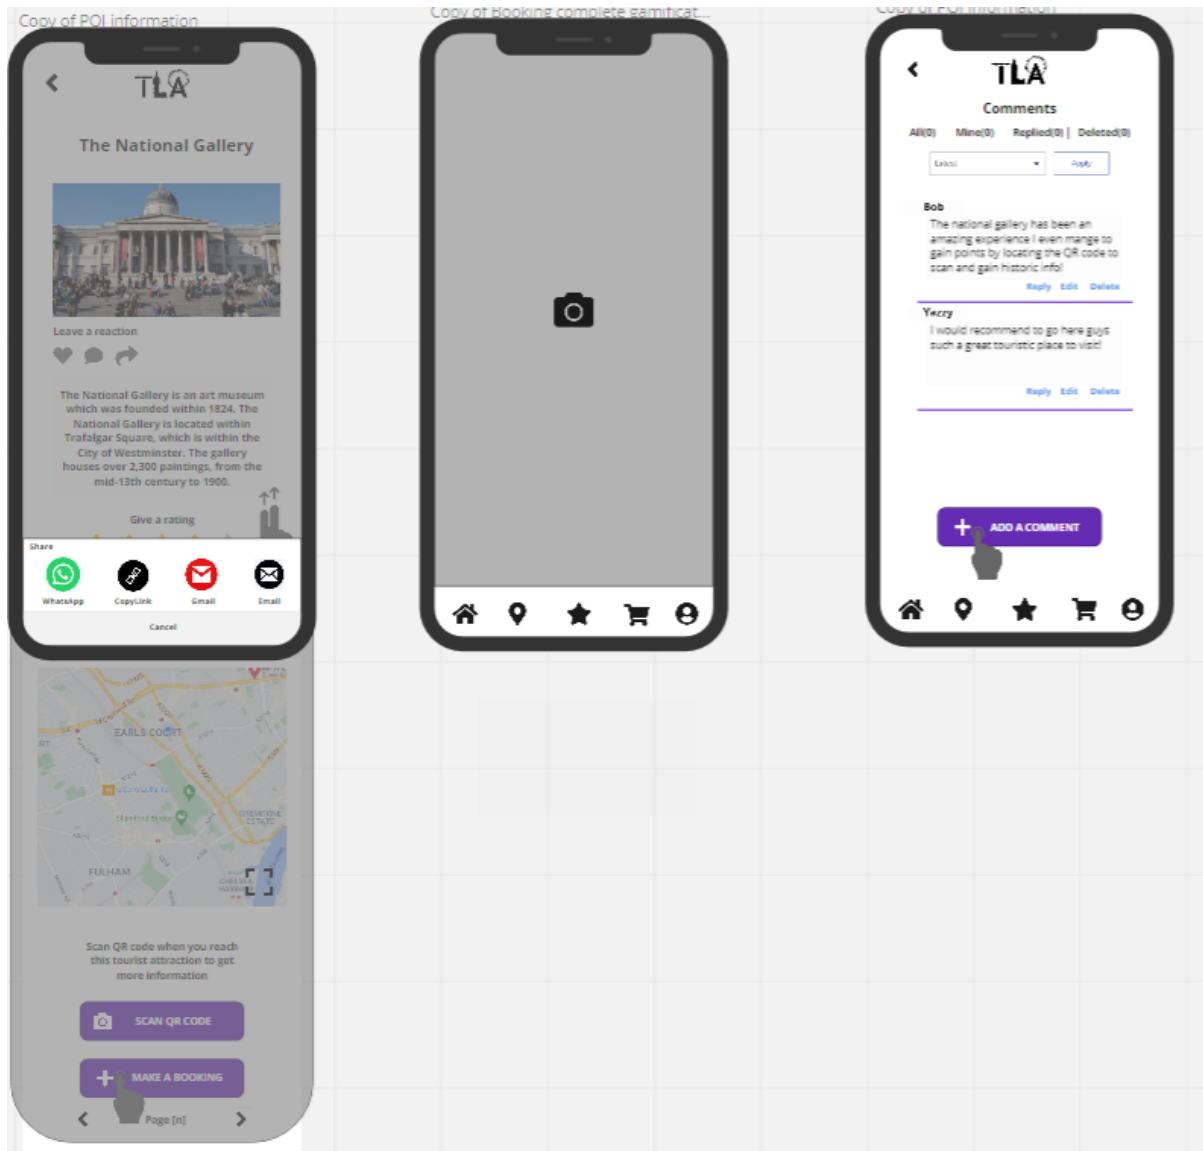 Copy of POI information
TLA
The National Gallery
Leave a reaction
The National Gallery is an art museum
which was founded within 1824. The
National Gallery is located within
Trafalgar Square, which is within the
City of Westminster. The gallery
houses over 2,300 paintings, from the
mid-13th century to 1900.
Give a rating
Share
WhatsApp CopyLink Gmail Email
Cancel
EARLS COURT
FULHAM
Scan QR code when you reach
this tourist attraction to get
more information
SCAN QR CODE
MAKE A BOOKING
Page [n]
Copy of Booking complete gamificat...
Copy of POI information
TLA
Comments
All(0) Mine(0) Replied(0) | Deleted(0)
Latest Apply
Bob
The national gallery has been an
amazing experience I even mange to
gain points by locating the QR code to
scan and gain historic info!
Reply Edit Delete
Yezzy
I would recommend to go here guys
such a great touristic place to visit!
Reply Edit Delete
ADD A COMMENT